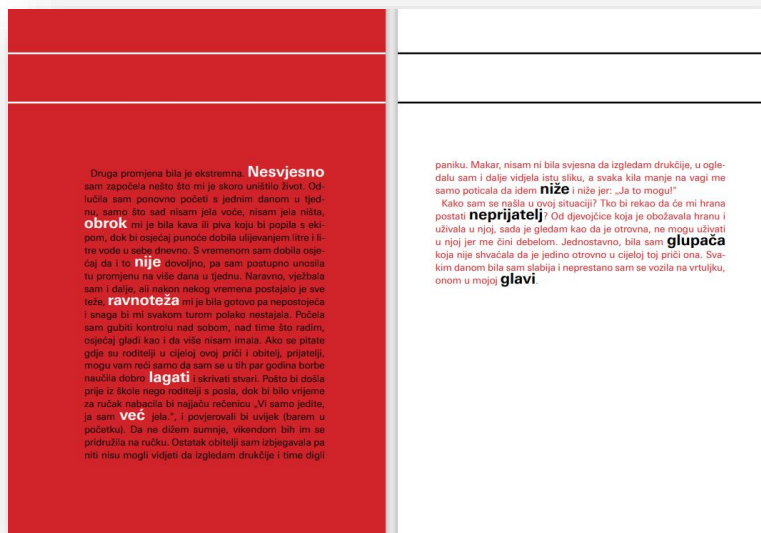 Druga promjena bila je ekstremna. Nesvjesno
sam započela nešto što mi je skoro uništilo život. Od-
lučila sam ponovno početi s jednim danom u tjed-
nu, samo što sad nisam jela voće, nisam jela ništa,
obrok mi je bila kava ili piva koju bi popila s eki-
pom, dok bi osjećaj punoće dobila ulijevanjem litre i li-
tre vode u sebe dnevno. S vremenom sam dobila osje-
ćaj da i to nije dovoljno, pa sam postupno unosila
tu promjenu na više dana u tjednu. Naravno, vježbala
sam i dalje, ali nakon nekog vremena postajalo je sve
teže, ravnoteža mi je bila gotovo pa nepostojeća
i snaga bi mi svakom turom polako nestajala. Počela
sam gubiti kontrolu nad sobom, nad time što radim,
osjećaj gladi kao i da više nisam imala. Ako se pitate
gdje su roditelji u cijeloj ovoj priči i obitelj, prijatelji,
mogu vam reći samo da sam se u tih par godina borbe
naučila dobro lagati i skrivati stvari. Pošto bi došla
prije iz škole nego roditelji s posla, dok bi bilo vrijeme
za ručak nabacila bi najjaču rečenicu „Vi samo jedite,
ja sam već jela.“, i povjerovali bi uvijek (barem u
početku). Da ne dižem sumnje, vikendom bih im se
pridružila na ručku. Ostatak obitelji sam izbjegavala pa
niti nisu mogli vidjeti da izgledam drukčije i time digli
paniku. Makar, nisam ni bila svjesna da izgledam drukčije, u ogle-
dalu sam i dalje vidjela istu sliku, a svaka kila manje na vagi me
samo poticala da idem niže i niže jer: „Ja to mogu!“
Kako sam se našla u ovoj situaciji? Tko bi rekao da će mi hrana
postati neprijatelj? Od djevojčice koja je obožavala hranu i
uživala u njoj, sada je gledam kao da je otrovna, ne mogu uživati
u njoj jer me čini debelom. Jednostavno, bila sam glupača
koja nije shvaćala da je jedino otrovno u cijeloj toj priči ona. Sva-
kim danom bila sam slabija i neprestano sam se vozila na vrtuljku,
onom u mojoj glavi.